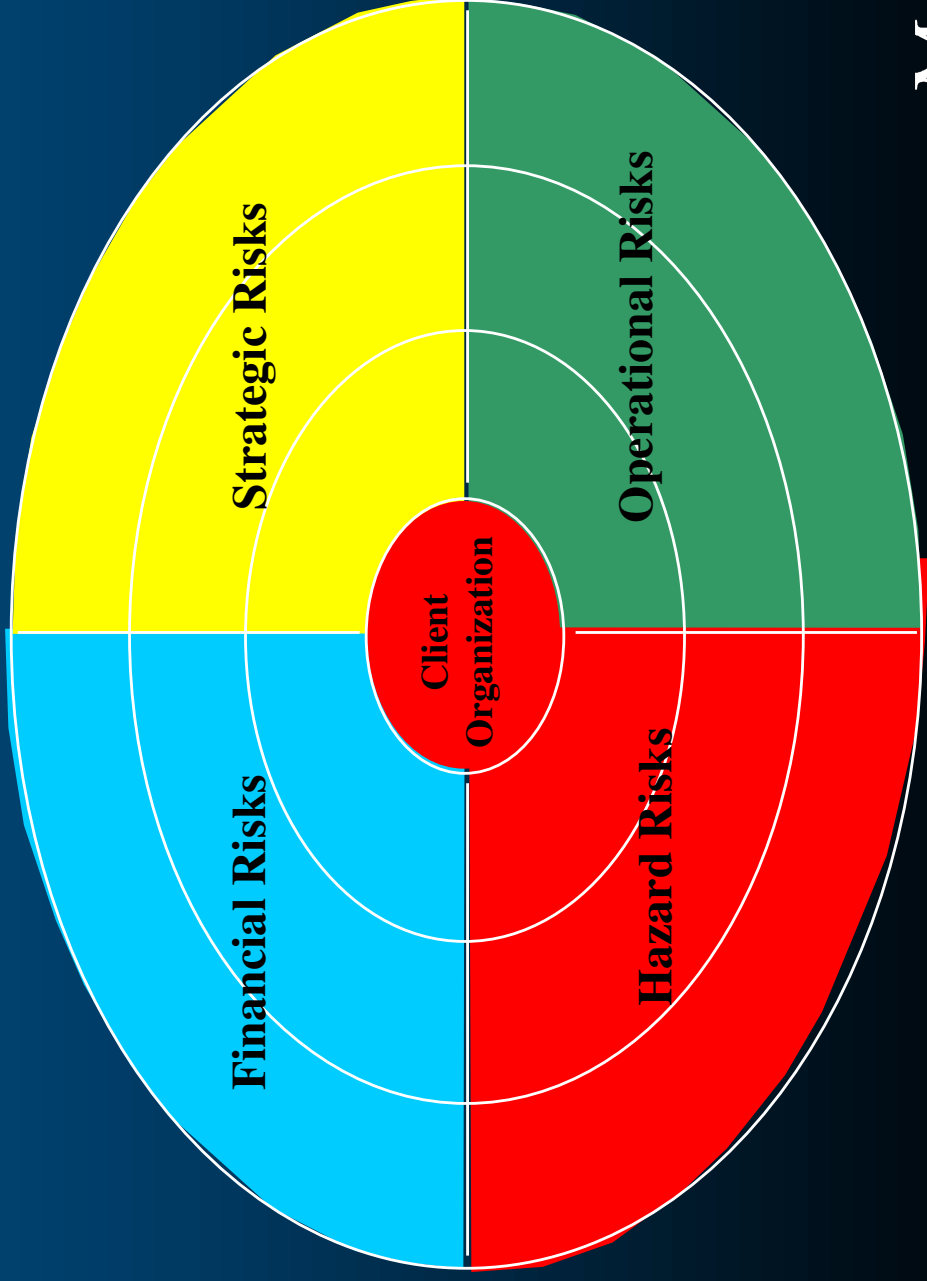 Financial Risks
Strategic Risks
Client
Organization
Hazard Risks
Operational Risks